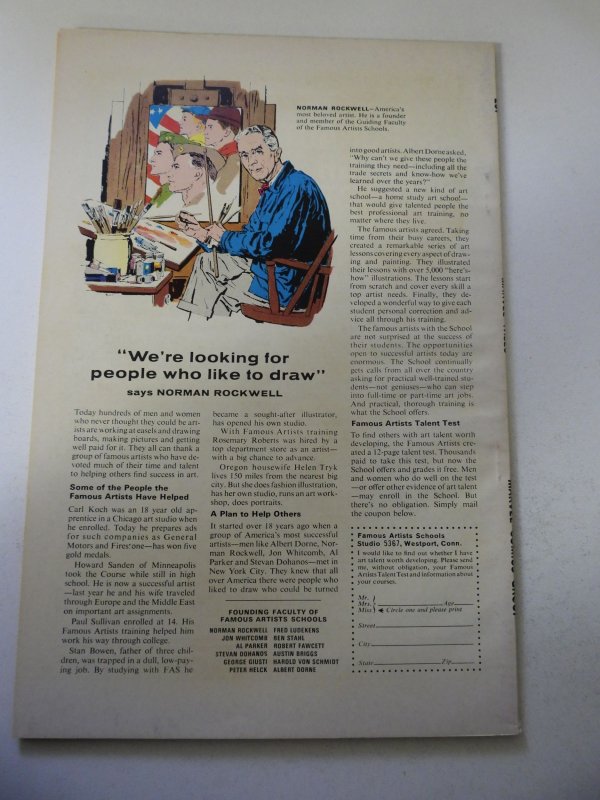 NORMAN ROCKWELL—America's
most beloved artist. He is a founder
and member of the Guiding Faculty
of the Famous Artists Schools.
"We're looking for
people who like to draw"
says NORMAN ROCKWELL
Today hundreds of men and women
who never thought they could be art-
ists are working at easels and drawing
boards, making pictures and getting
well paid for it. They all can thank a
group of famous artists who have de-
voted much of their time and talent
to helping others find success in art.
Some of the People the
Famous Artists Have Helped
Carl Koch was an 18 year old ap-
prentice in a Chicago art studio when
he enrolled. Today he prepares ads
for such companies as General
Motors and Firestone—has won five
gold medals.
Howard Sanden of Minneapolis
took the Course while still in high
school. He is now a successful artist
—last year he and his wife traveled
through Europe and the Middle East
on important art assignments.
Paul Sullivan enrolled at 14. His
Famous Artists training helped him
work his way through college.
Stan Bowen, father of three chil-
dren, was trapped in a dull, low-pay-
ing job. By studying with FAS he
became a sought-after illustrator,
has opened his own studio.
With Famous Artists training
Rosemary Roberts was hired by a
top department store as an artist—
with a big chance to advance.
Oregon housewife Helen Tryk
lives 150 miles from the nearest big
city. But she does fashion illustration,
has her own studio, runs an art work-
shop, does portraits.
A Plan to Help Others
It started over 18 years ago when a
group of America's most successful
artists—men like Albert Dorne, Nor-
man Rockwell, Jon Whitcomb, Al
Parker and Stevan Dohanos—met in
New York City. They knew that all
over America there were people who
liked to draw who could be turned
FOUNDING FACULTY OF
FAMOUS ARTISTS SCHOOLS
NORMAN ROCKWELL FRED LUDEKENS
JON WHITCOMB BEN STAHL
AL PARKER ROBERT FAWCETT
STEVAN DOHANOS AUSTIN BRIGGS
GEORGE GIUSTI HAROLD VON SCHMIDT
PETER HELCK ALBERT DORNE
into good artists. Albert Dorne asked,
"Why can't we give these people the
training they need—including all the
trade secrets and know-how we've
learned over the years?"
He suggested a new kind of art
school—a home study art school—
that would give talented people the
best professional art training, no
matter where they live.
The famous artists agreed. Taking
time from their busy careers, they
created a remarkable series of art
lessons covering every aspect of draw-
ing and painting. They illustrated
their lessons with over 5,000 "here's-
how" illustrations. The lessons start
from scratch and cover every skill a
top artist needs. Finally, they de-
veloped a wonderful way to give each
student personal correction and ad-
vice all through his training.
The famous artists with the School
are not surprised at the success of
their students. The opportunities
open to successful artists today are
enormous. The School continually
gets calls from all over the country
asking for practical well-trained stu-
dents—not geniuses—who can step
into full-time or part-time art jobs.
And practical, thorough training is
what the School offers.
Famous Artists Talent Test
To find others with art talent worth
developing, the Famous Artists cre-
ated a 12-page talent test. Thousands
paid to take this test, but now the
School offers and grades it free. Men
and women who do well on the test
—or offer other evidence of art talent
—may enroll in the School. But
there's no obligation. Simply mail
the coupon below.
Famous Artists Schools
Studio 5367, Westport, Conn.
I would like to find out whether I have
art talent worth developing. Please send
me, without obligation, your Famous
Artists Talent Test and information about
your courses.
Mr.
Mrs. Age
Miss Circle one and please print
Street
City
State Zip